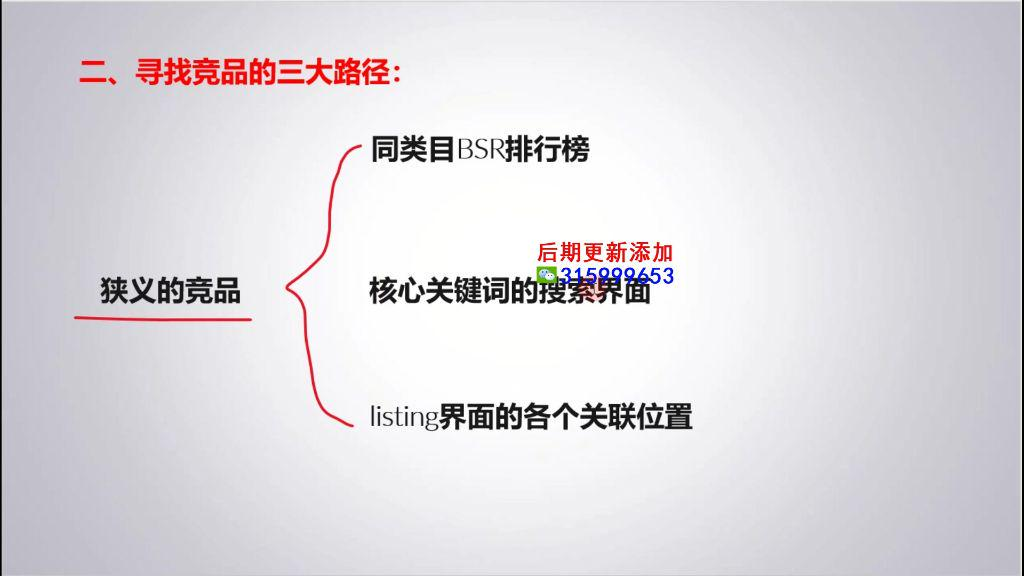 二、寻找竞品的三大路径：
同类目BSR排行榜
后期更新添加
315999653
狭义的竞品
核心关键词的搜索界面
listing界面的各个关联位置